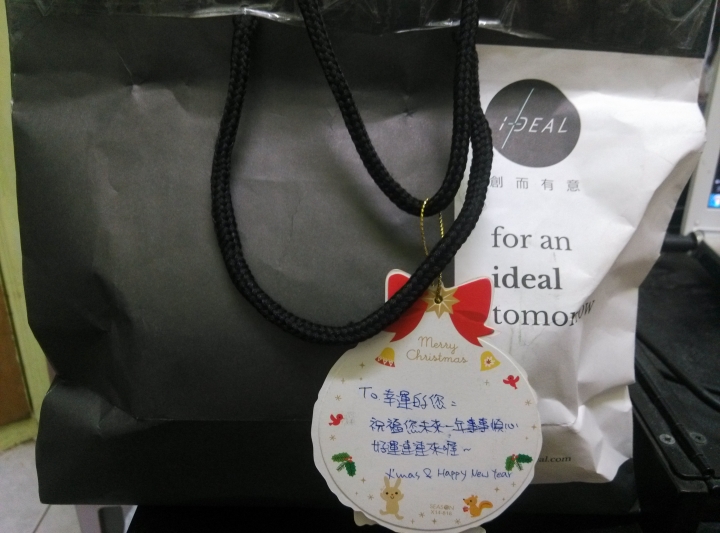 i-DEAL
創而有意
for an
ideal
tomorrow
Merry
Christmas
To 幸運的您:
祝福您未來一年事事順心
好運連連來喔~
X'mas & Happy New Year